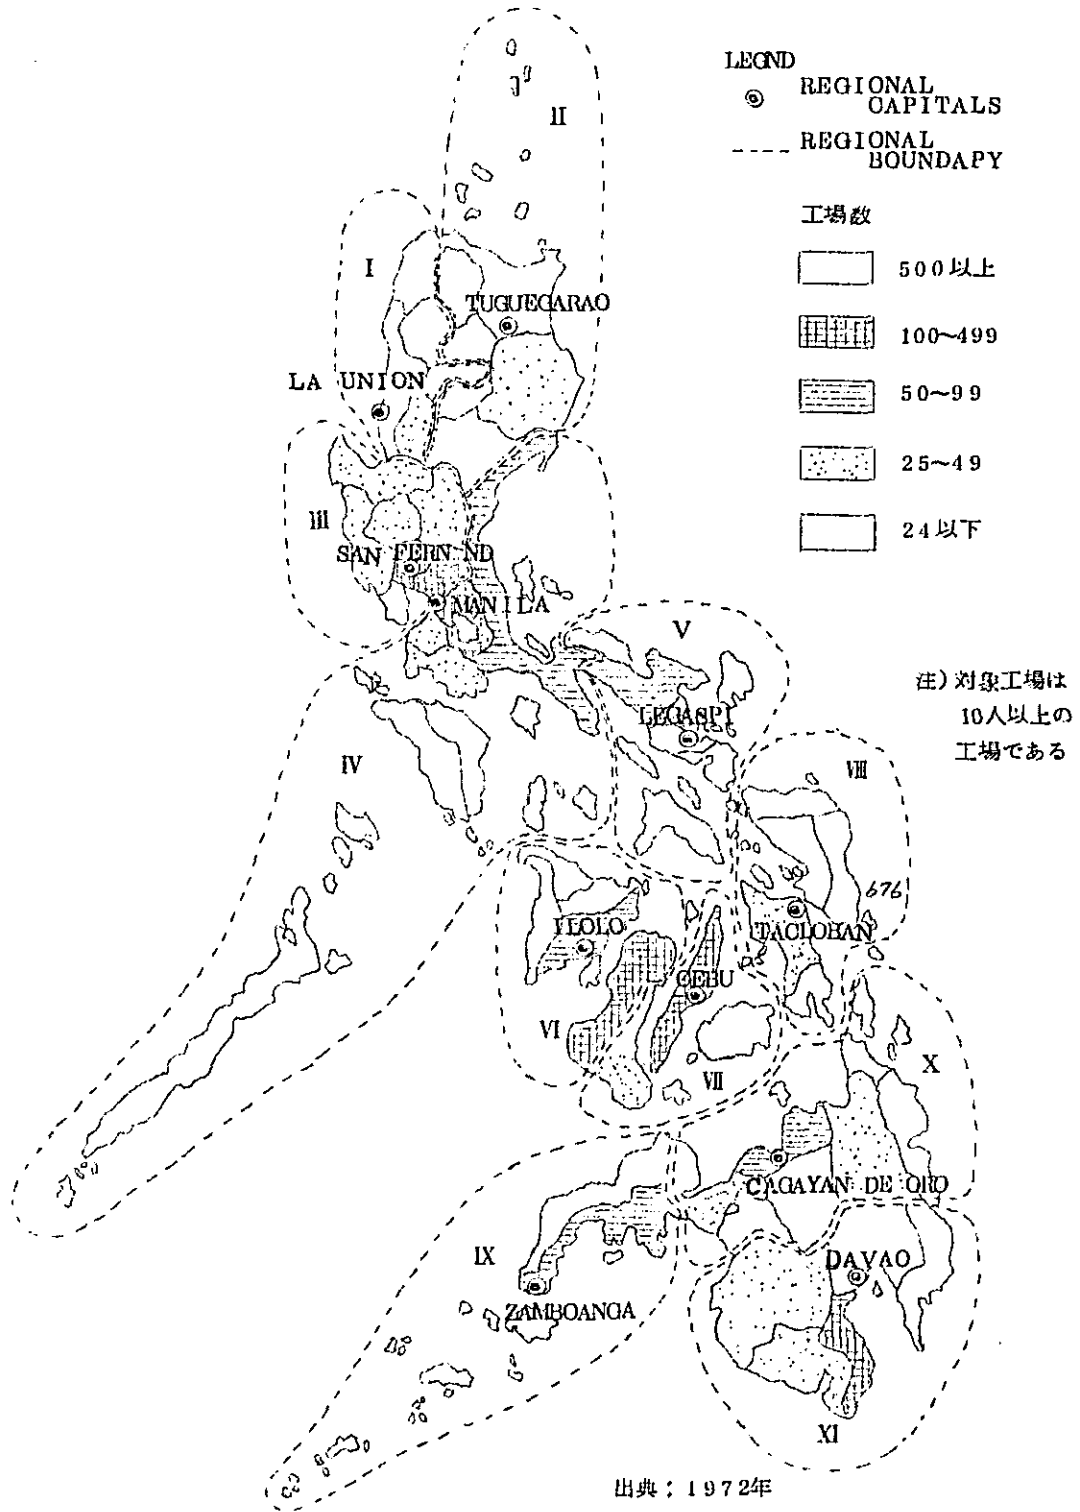 LEGND
REGIONAL
CAPITALS
REGIONAL
BOUNDAPY
工場数
500以上
100~499
50~99
25~49
24以下
II
I
TUGUEGARAO
LA UNION
III
SAN FERN ND
MANILA
V
LEGASPI
注)対象工場は
10人以上の
工場である
IV
VIII
676
ILOLO
TACLOBAN
CEBU
VI
VII
X
CAGAYAN DE ORO
IX
DAVAO
ZAMBOANGA
XI
出典:1972年